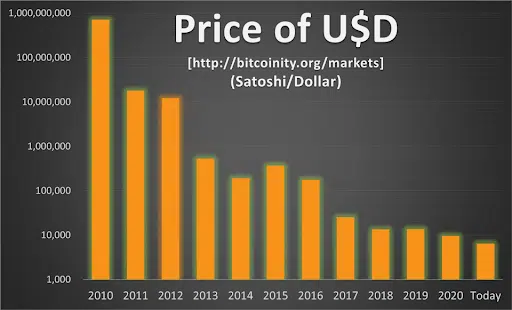 Price of U$D
[http://bitcoinity.org/markets]
(Satoshi/Dollar)
1,000,000,000
100,000,000
10,000,000
1,000,000
100,000
10,000
1,000
2010 2011 2012 2013 2014 2015 2016 2017 2018 2019 2020 Today